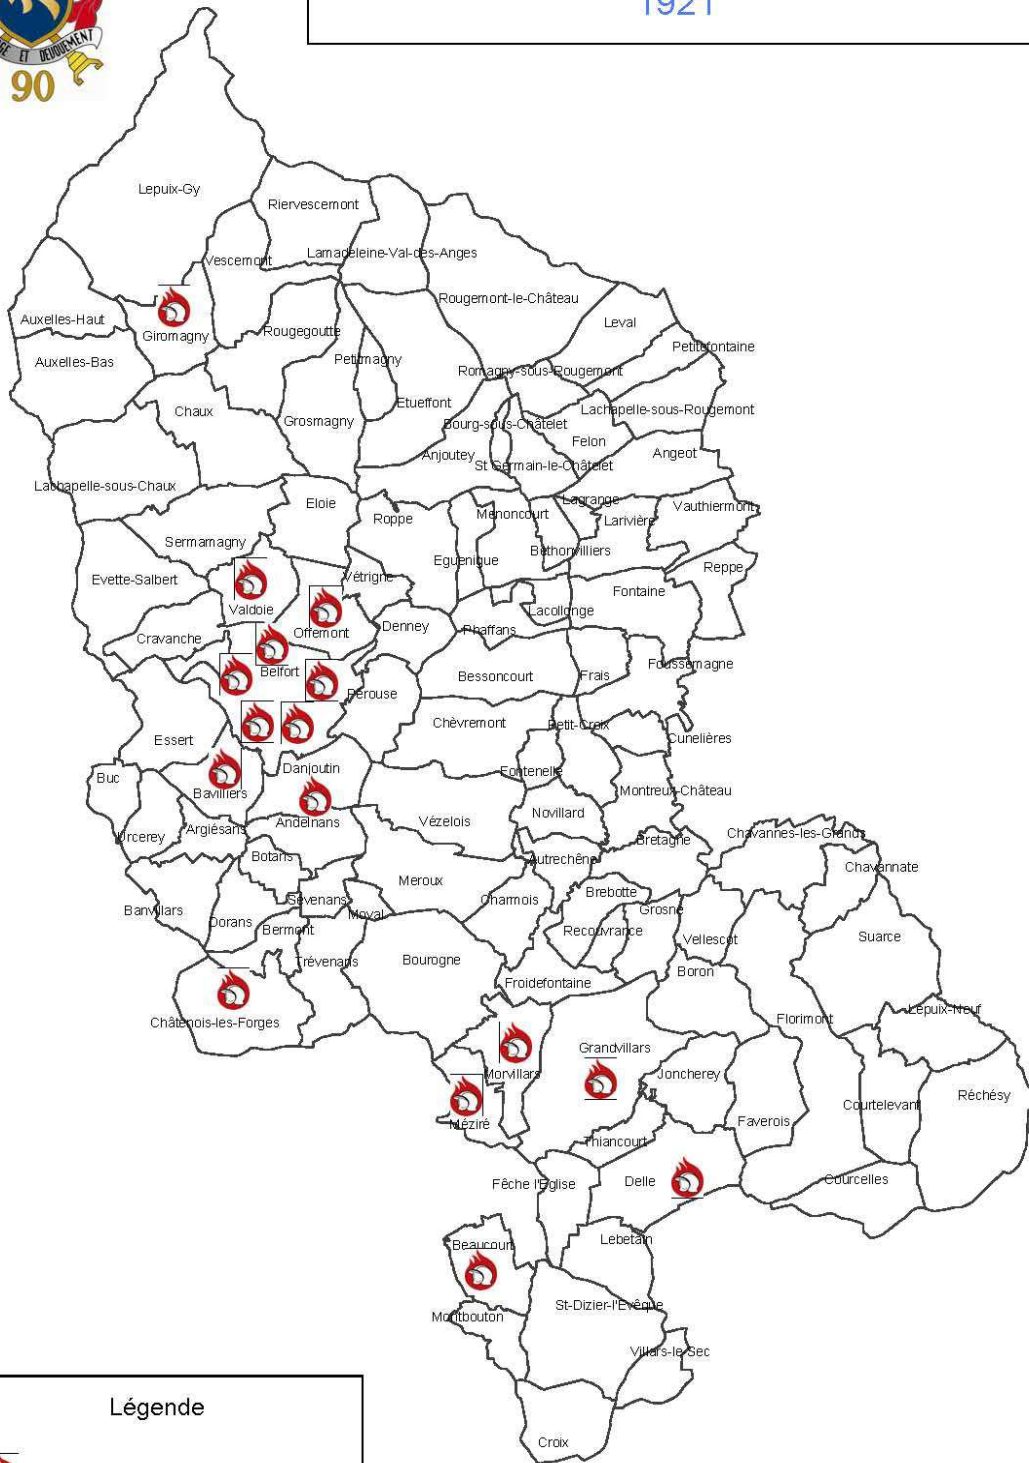 1921
GE ET DEVOUEMENT
90
Lepuix-Gy
Riervescemont
Vescemont
Lamadeleine-Val-des-Anges
Rougemont-le-Château
Auxelles-Haut
Giromagny
Rougegoutte
Leval
Petitefontaine
Auxelles-Bas
Petitmagny
Romagny-sous-Rougemont
Chaux
Etueffont
Lachapelle-sous-Rougemont
Grosmagny
Bourg-sous-Châtelet
Felon
Anjoutey
St Germain-le-Châtelet
Angeot
Lachapelle-sous-Chaux
Eloie
Lagrange
Vauthiermont
Roppe
Menoncourt
Larivière
Sermamagny
Eguenigue
Bethonvilliers
Reppe
Evette-Salbert
Vétrigne
Fontaine
Valdoie
Lacollonge
Cravanche
Offemont
Denney
Phaffans
Belfort
Bessoncourt
Frais
Foussemagne
Pérouse
Chèvremont
Petit-Croix
Essert
Cunelières
Danjoutin
Fontenelle
Buc
Bavilliers
Montreux-Château
Novillard
Urcerey
Argiésans
Andelnans
Vézelois
Chavannes-les-Grands
Bretagne
Botans
Autrechêne
Chavannate
Meroux
Brebotte
Banvillars
Sévenans
Charmois
Moval
Grosne
Dorans
Bermont
Recouvrance
Vellescot
Suarce
Trévenans
Bourogne
Boron
Froidefontaine
Châtenois-les-Forges
Florimont
Lepuix-Neuf
Grandvillars
Morvillars
Joncherey
Réchésy
Méziré
Courtelevant
Faverois
Thiancourt
Fêche l'Eglise
Delle
Courcelles
Beaucourt
Lebetain
St-Dizier-l'Evêque
Montbouton
Villars-le-Sec
Légende
Croix